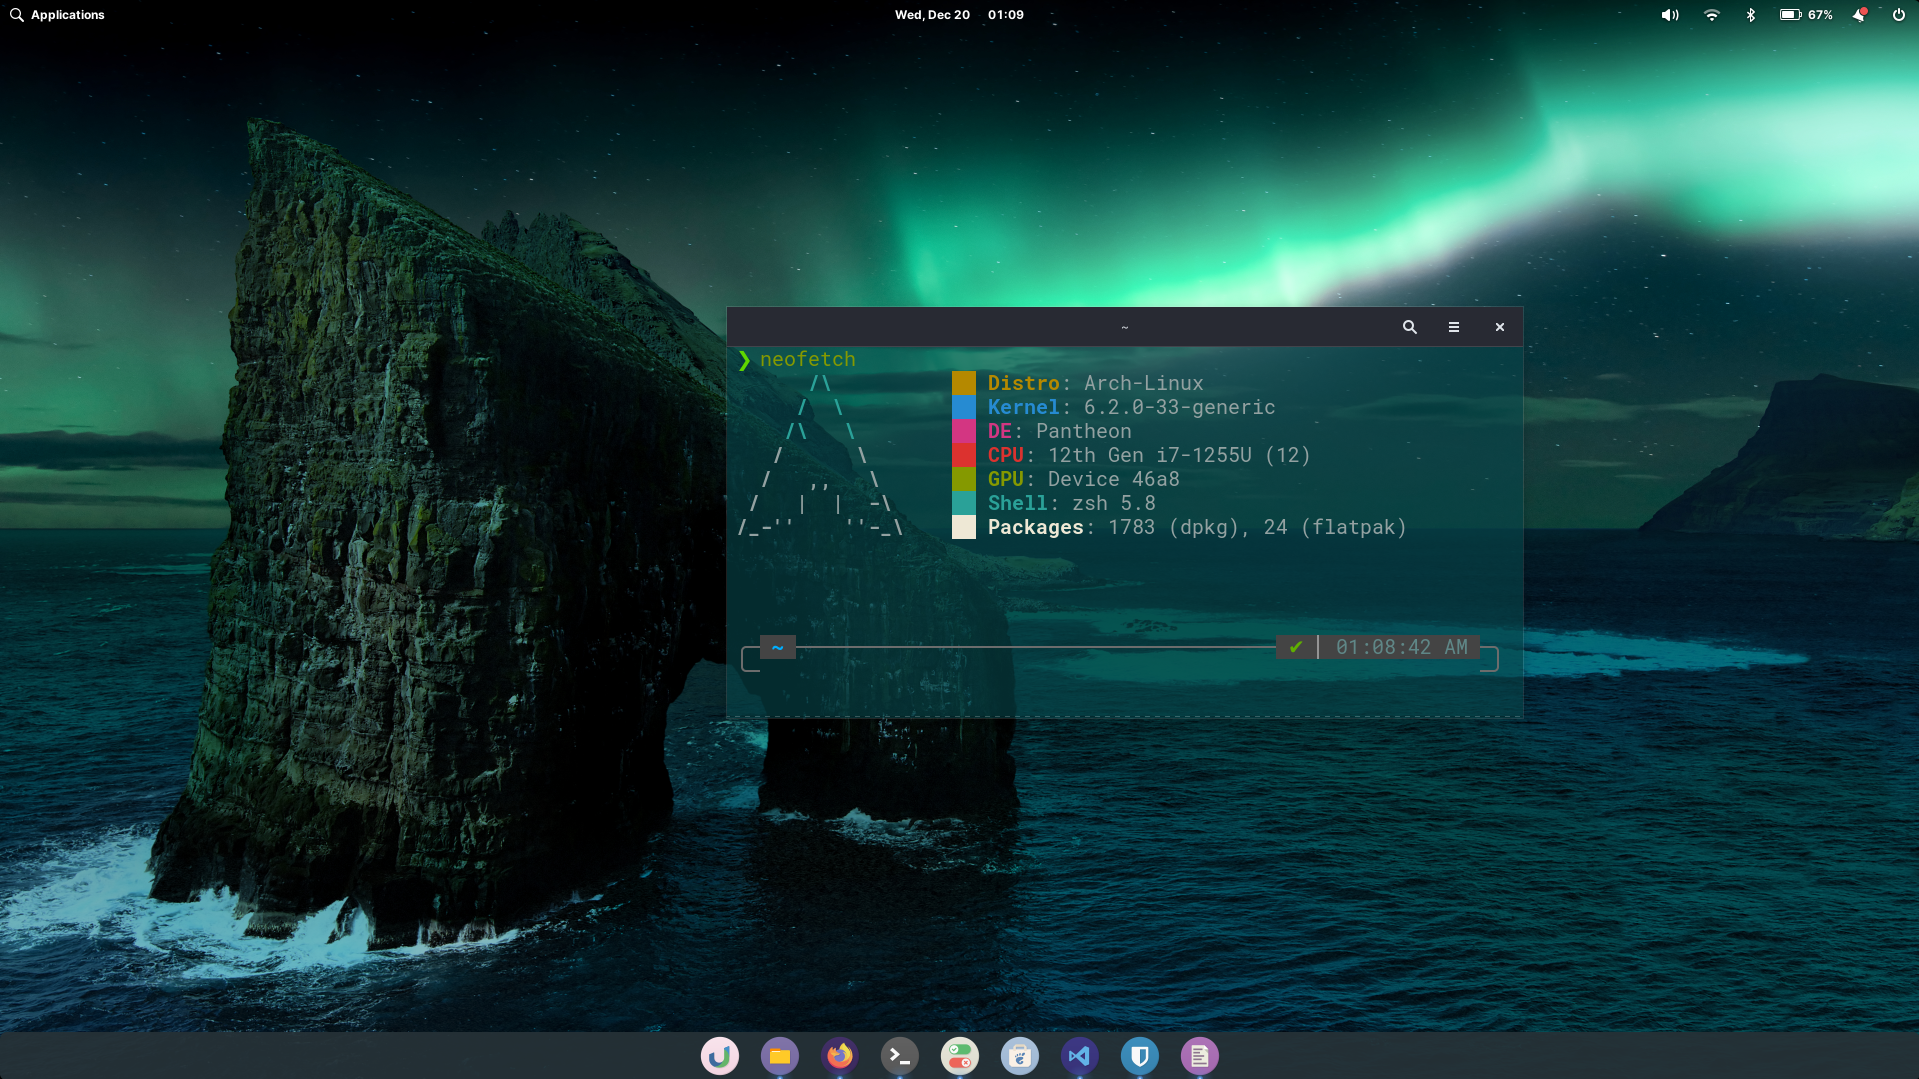 Applications
Wed, Dec 20 01:09
67%
~
❯ neofetch
/\ Distro: Arch-Linux
/  \ Kernel: 6.2.0-33-generic
/\   \ DE: Pantheon
/      \ CPU: 12th Gen i7-1255U (12)
/   ,,   \ GPU: Device 46a8
/   |  |  -\ Shell: zsh 5.8
/_-''    ''-_\ Packages: 1783 (dpkg), 24 (flatpak)
~ ✔ | 01:08:42 AM